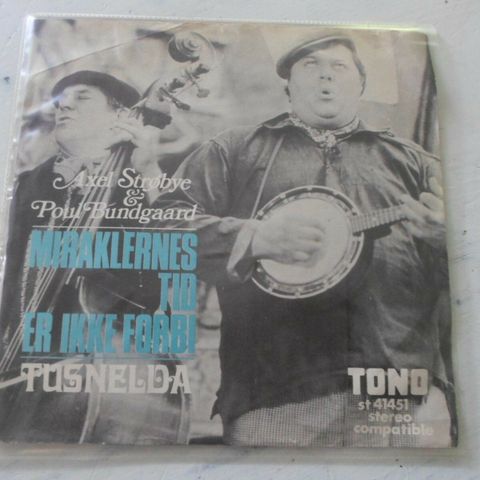 Axel Strøbye
&
Poul Bundgaard
MIRAKLERNES
TID
ER IKKE FORBI
TUSNELDA
TONO
st 41451
stereo
compatible